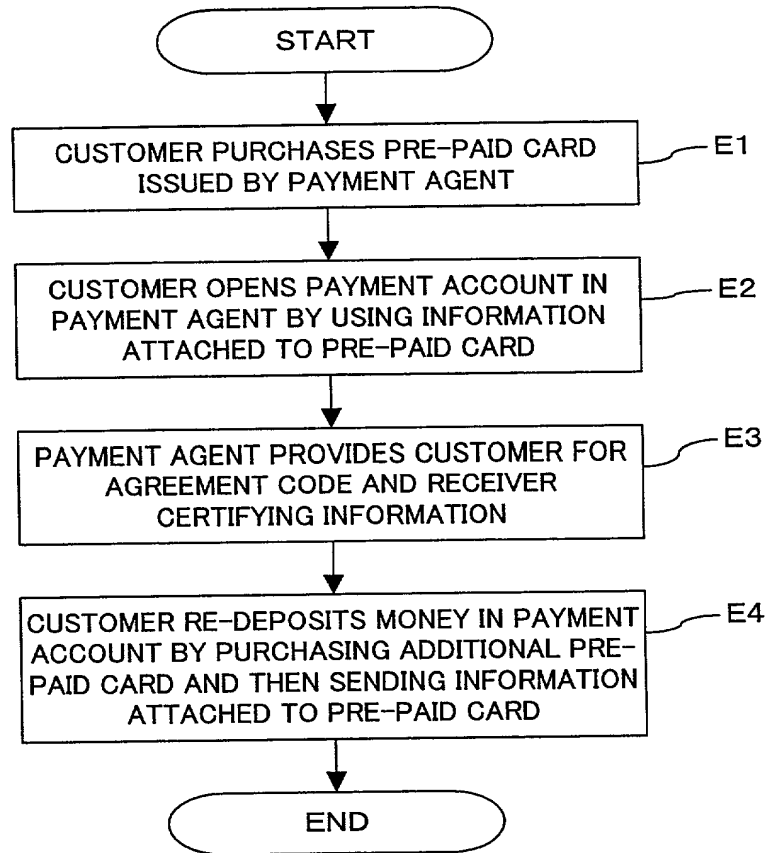 START
CUSTOMER PURCHASES PRE-PAID CARD
ISSUED BY PAYMENT AGENT
E1
CUSTOMER OPENS PAYMENT ACCOUNT IN
PAYMENT AGENT BY USING INFORMATION
ATTACHED TO PRE-PAID CARD
E2
PAYMENT AGENT PROVIDES CUSTOMER FOR
AGREEMENT CODE AND RECEIVER
CERTIFYING INFORMATION
E3
CUSTOMER RE-DEPOSITS MONEY IN PAYMENT
ACCOUNT BY PURCHASING ADDITIONAL PRE-
PAID CARD AND THEN SENDING INFORMATION
ATTACHED TO PRE-PAID CARD
E4
END